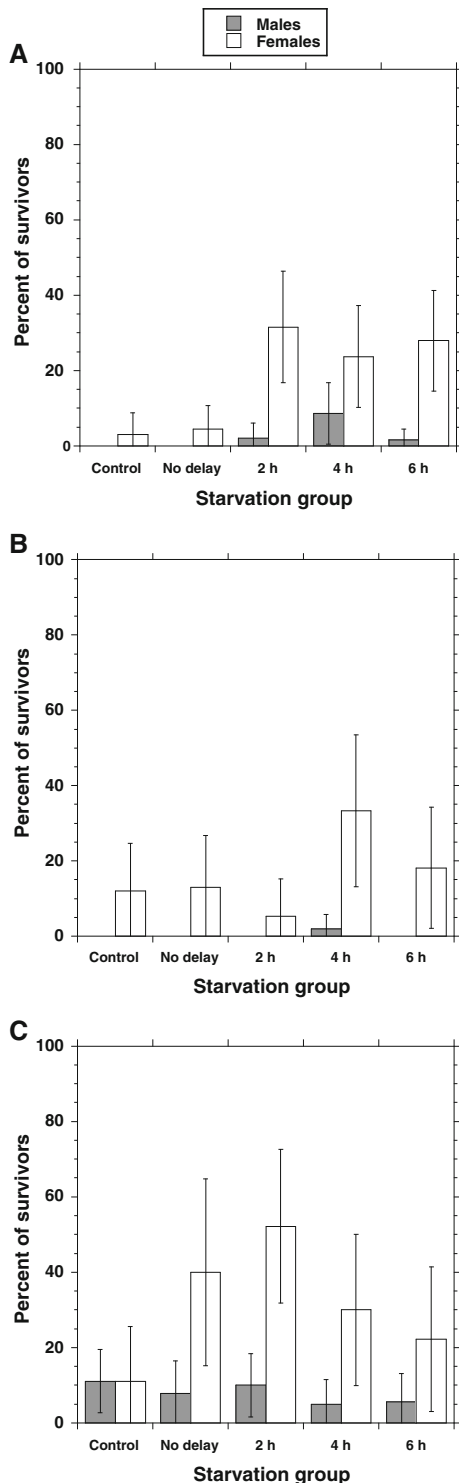 Males
Females
A
100
80
60
40
20
0
Percent of survivors
Control No delay 2 h 4 h 6 h
Starvation group
B
100
80
60
40
20
0
Percent of survivors
Control No delay 2 h 4 h 6 h
Starvation group
C
100
80
60
40
20
0
Percent of survivors
Control No delay 2 h 4 h 6 h
Starvation group